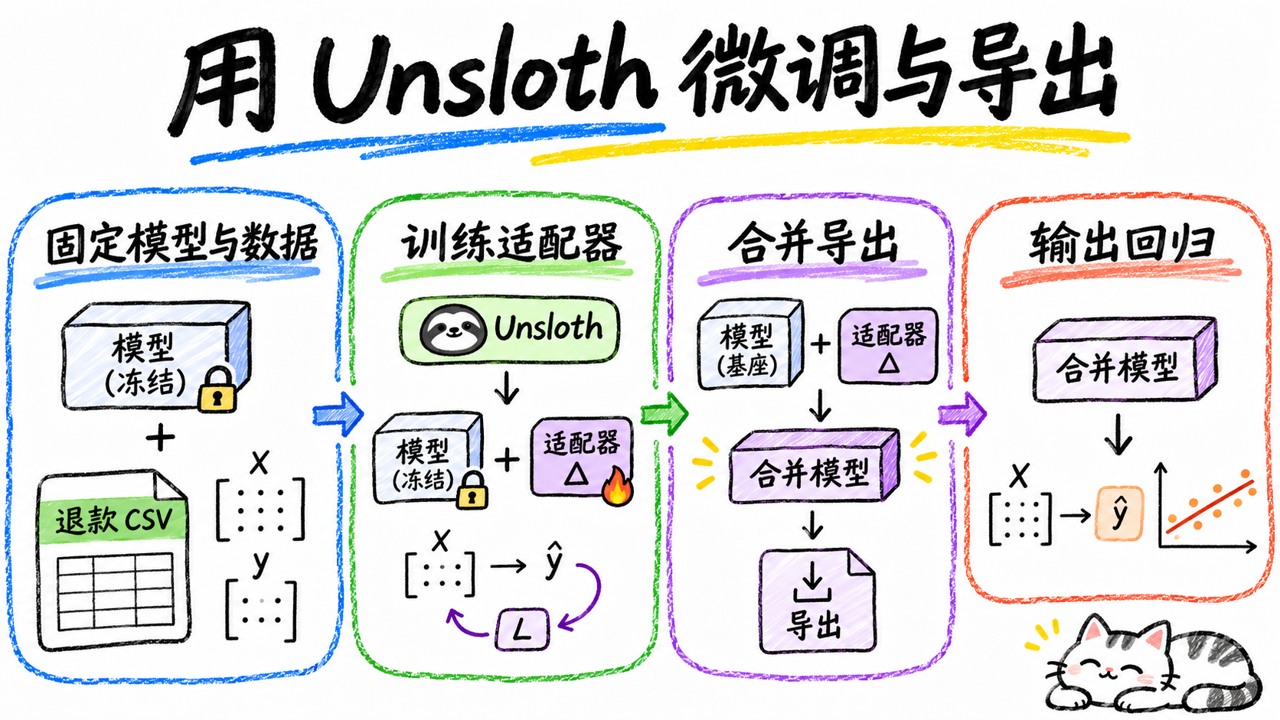 用 Unsloth 微调与导出
固定模型与数据
模型
(冻结)
+
退款 CSV
X
y
训练适配器
Unsloth
模型
(冻结)
+
适配器
△
X
ŷ
L
合并导出
模型
(基座)
+
适配器
△
合并模型
导出
输出回归
合并模型
X
ŷ